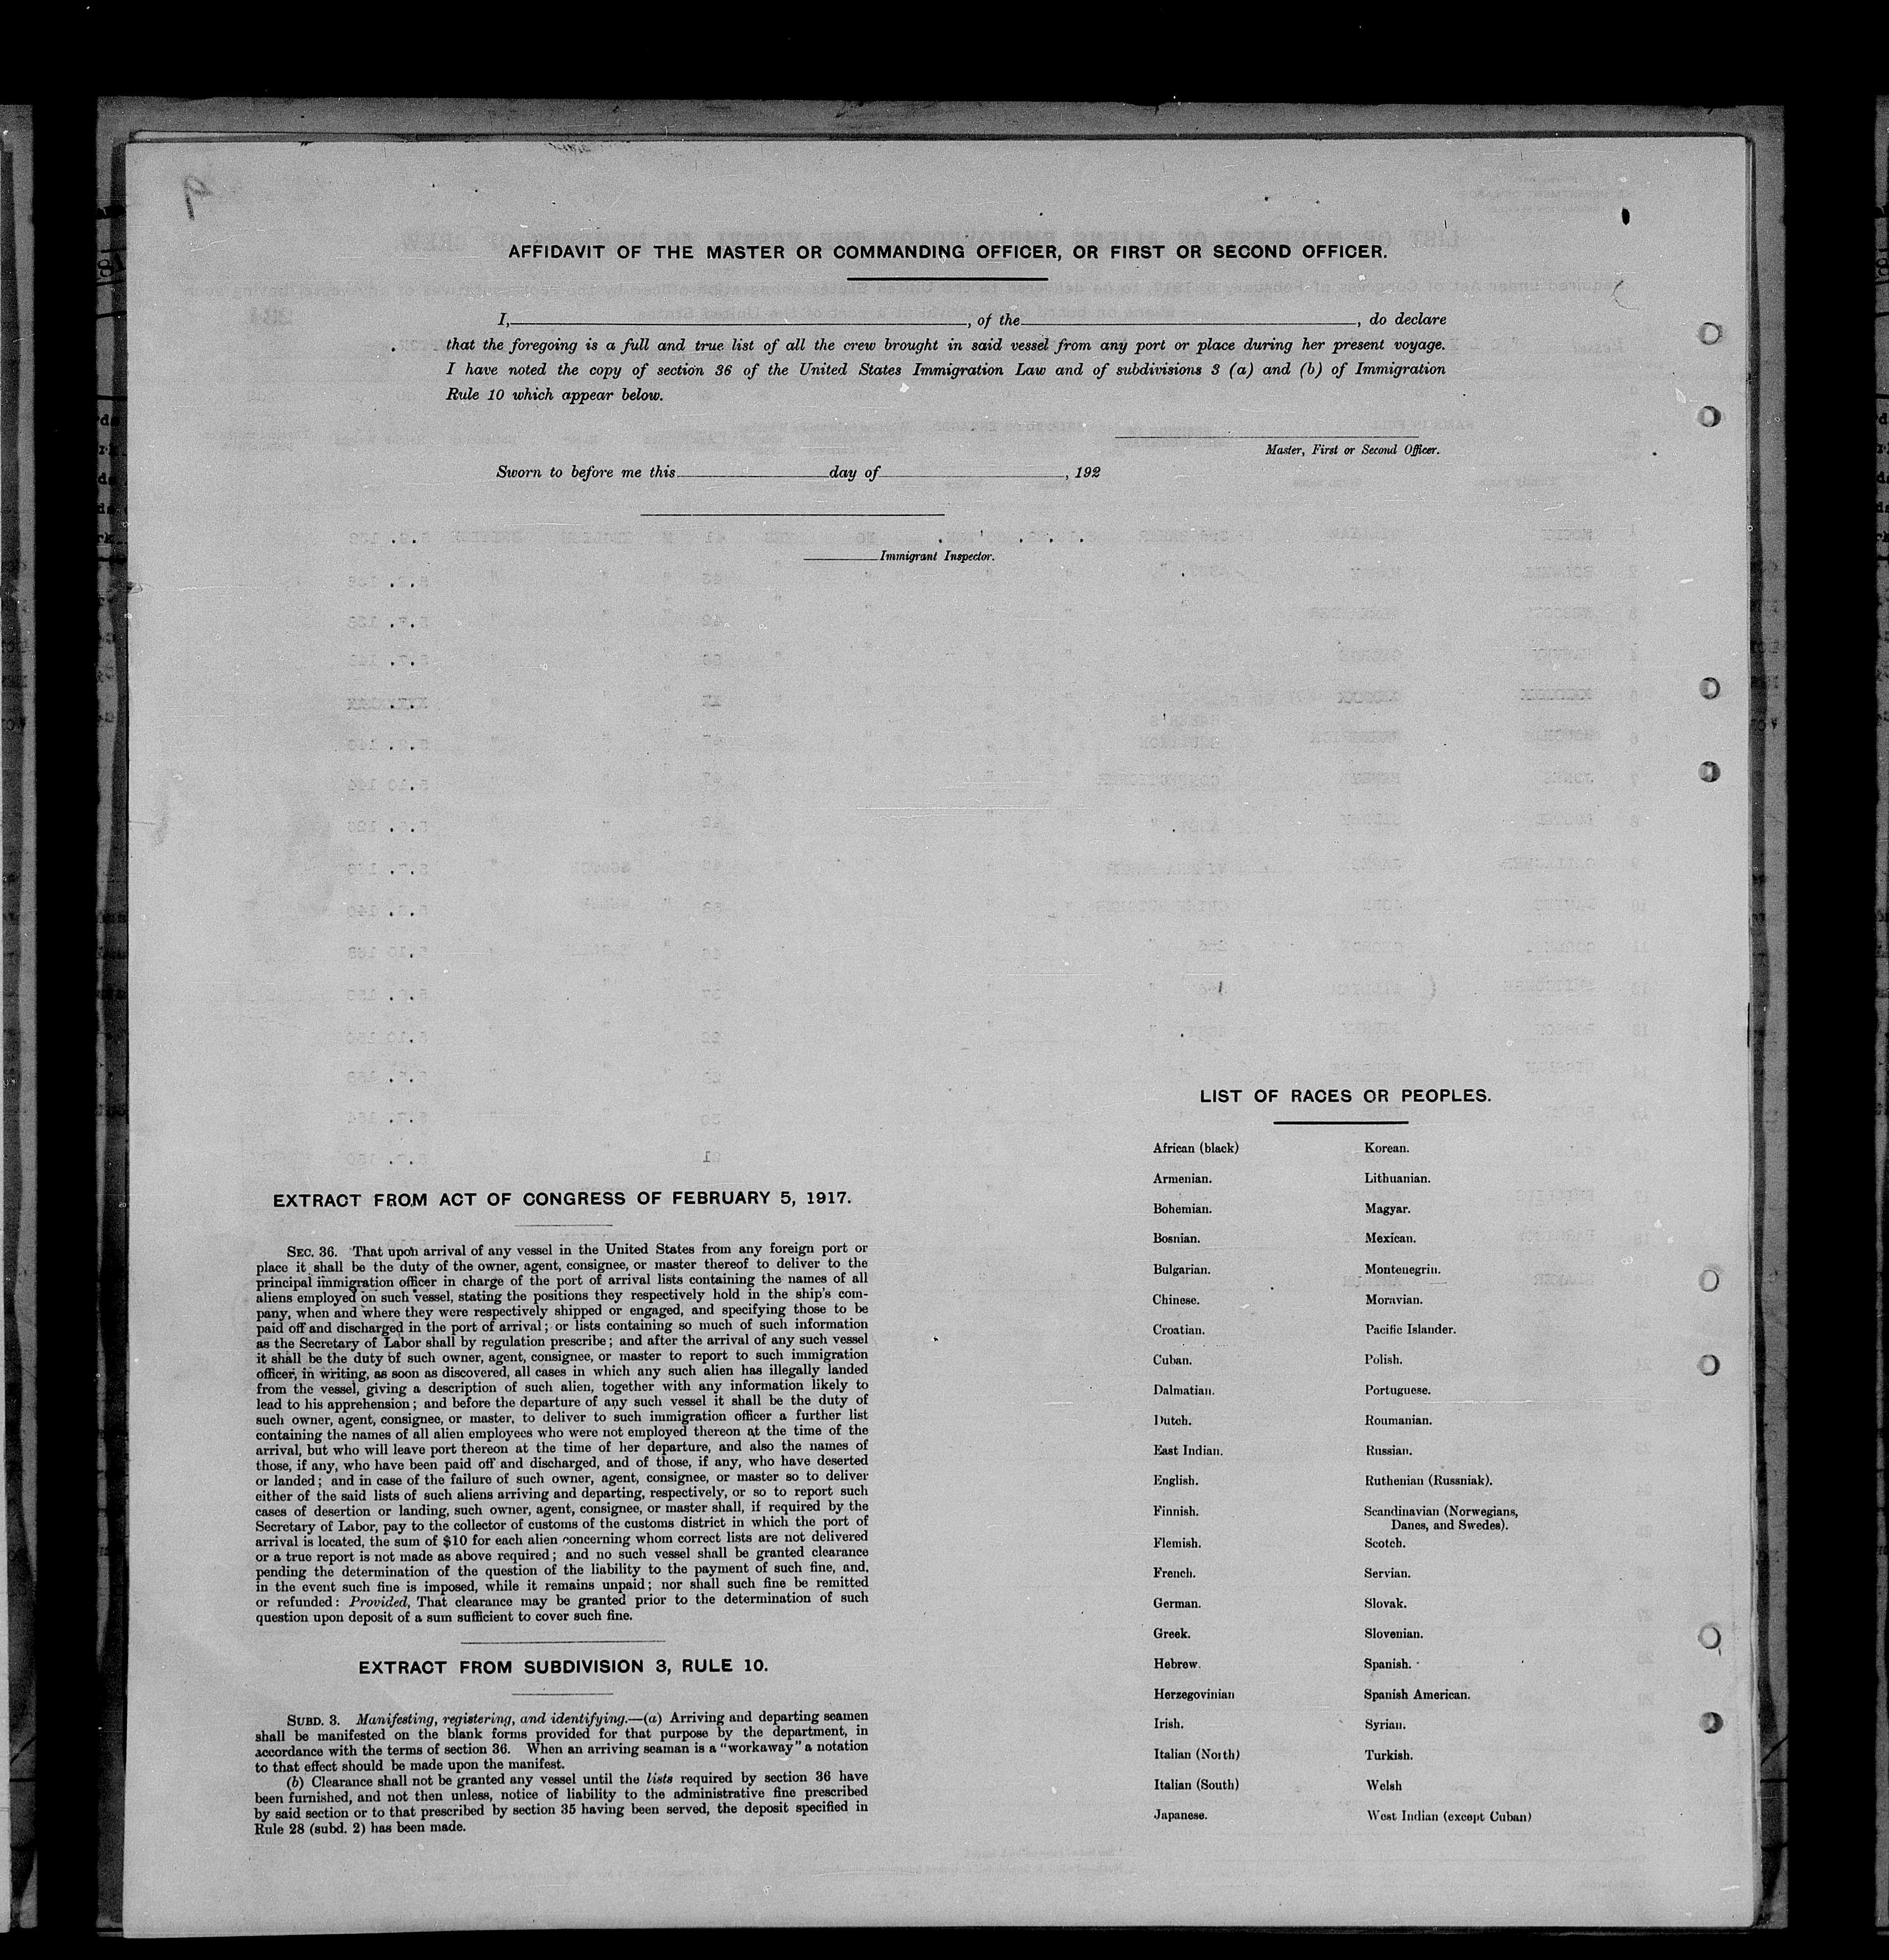 AFFIDAVIT OF THE MASTER OR COMMANDING OFFICER, OR FIRST OR SECOND OFFICER.
I,, of the, do declare
that the foregoing is a full and true list of all the crew brought in said vessel from any port or place during her present voyage.
I have noted the copy of section 36 of the United States Immigration Law and of subdivisions 3 (a) and (b) of Immigration
Rule 10 which appear below.
Master, First or Second Officer.
Sworn to before me this day of, 192
Immigrant Inspector.
EXTRACT FROM ACT OF CONGRESS OF FEBRUARY 5, 1917.
SEC. 36. That upon arrival of any vessel in the United States from any foreign port or
place it shall be the duty of the owner, agent, consignee, or master thereof to deliver to the
principal immigration officer in charge of the port of arrival lists containing the names of all
aliens employed on such vessel, stating the positions they respectively hold in the ship's com-
pany, when and where they were respectively shipped or engaged, and specifying those to be
paid off and discharged in the port of arrival; or lists containing so much of such information
as the Secretary of Labor shall by regulation prescribe; and after the arrival of any such vessel
it shall be the duty of such owner, agent, consignee, or master to report to such immigration
officer, in writing, as soon as discovered, all cases in which any such alien has illegally landed
from the vessel, giving a description of such alien, together with any information likely to
lead to his apprehension; and before the departure of any such vessel it shall be the duty of
such owner, agent, consignee, or master, to deliver to such immigration officer a further list
containing the names of all alien employees who were not employed thereon at the time of the
arrival, but who will leave port thereon at the time of her departure, and also the names of
those, if any, who have been paid off and discharged, and of those, if any, who have deserted
or landed; and in case of the failure of such owner, agent, consignee, or master so to deliver
either of the said lists of such aliens arriving and departing, respectively, or so to report such
cases of desertion or landing, such owner, agent, consignee, or master shall, if required by the
Secretary of Labor, pay to the collector of customs of the customs district in which the port of
arrival is located, the sum of $10 for each alien concerning whom correct lists are not delivered
or a true report is not made as above required; and no such vessel shall be granted clearance
pending the determination of the question of the liability to the payment of such fine, and,
in the event such fine is imposed, while it remains unpaid; nor shall such fine be remitted
or refunded: Provided, That clearance may be granted prior to the determination of such
question upon deposit of a sum sufficient to cover such fine.
EXTRACT FROM SUBDIVISION 3, RULE 10.
SUBD. 3. Manifesting, registering, and identifying.—(a) Arriving and departing seamen
shall be manifested on the blank forms provided for that purpose by the department, in
accordance with the terms of section 36. When an arriving seaman is a "workaway" a notation
to that effect should be made upon the manifest.
(b) Clearance shall not be granted any vessel until the lists required by section 36 have
been furnished, and not then unless, notice of liability to the administrative fine prescribed
by said section or to that prescribed by section 35 having been served, the deposit specified in
Rule 28 (subd. 2) has been made.
LIST OF RACES OR PEOPLES.
African (black)
Armenian.
Bohemian.
Bosnian.
Bulgarian.
Chinese.
Croatian.
Cuban.
Dalmatian.
Dutch.
East Indian.
English.
Finnish.
Flemish.
French.
German.
Greek.
Hebrew.
Herzegovinian
Irish.
Italian (North)
Italian (South)
Japanese.
Korean.
Lithuanian.
Magyar.
Mexican.
Montenegrin.
Moravian.
Pacific Islander.
Polish.
Portuguese.
Roumanian.
Russian.
Ruthenian (Russniak).
Scandinavian (Norwegians,
Danes, and Swedes).
Scotch.
Servian.
Slovak.
Slovenian.
Spanish.
Spanish American.
Syrian.
Turkish.
Welsh
West Indian (except Cuban)